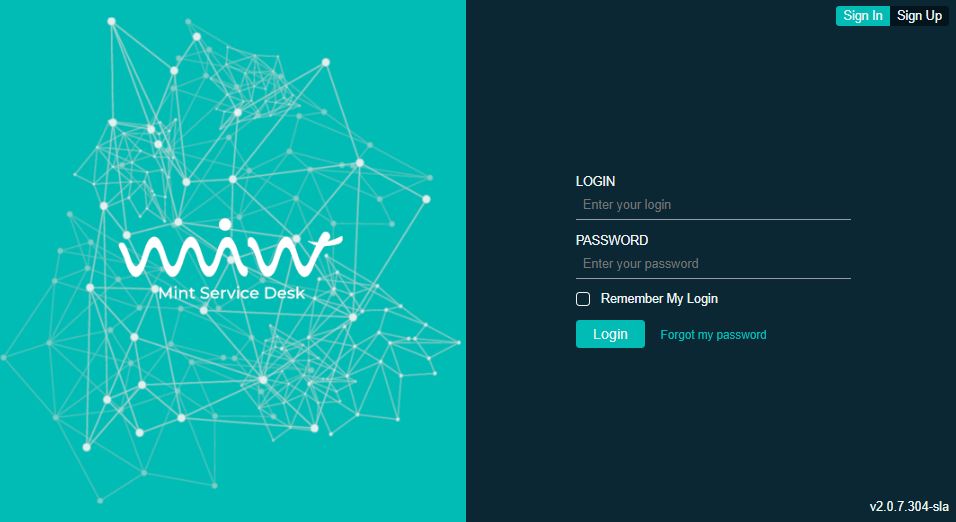 mint
Mint Service Desk
Sign In
Sign Up
LOGIN
Enter your login
PASSWORD
Enter your password
Remember My Login
Login
Forgot my password
v2.0.7.304-sla